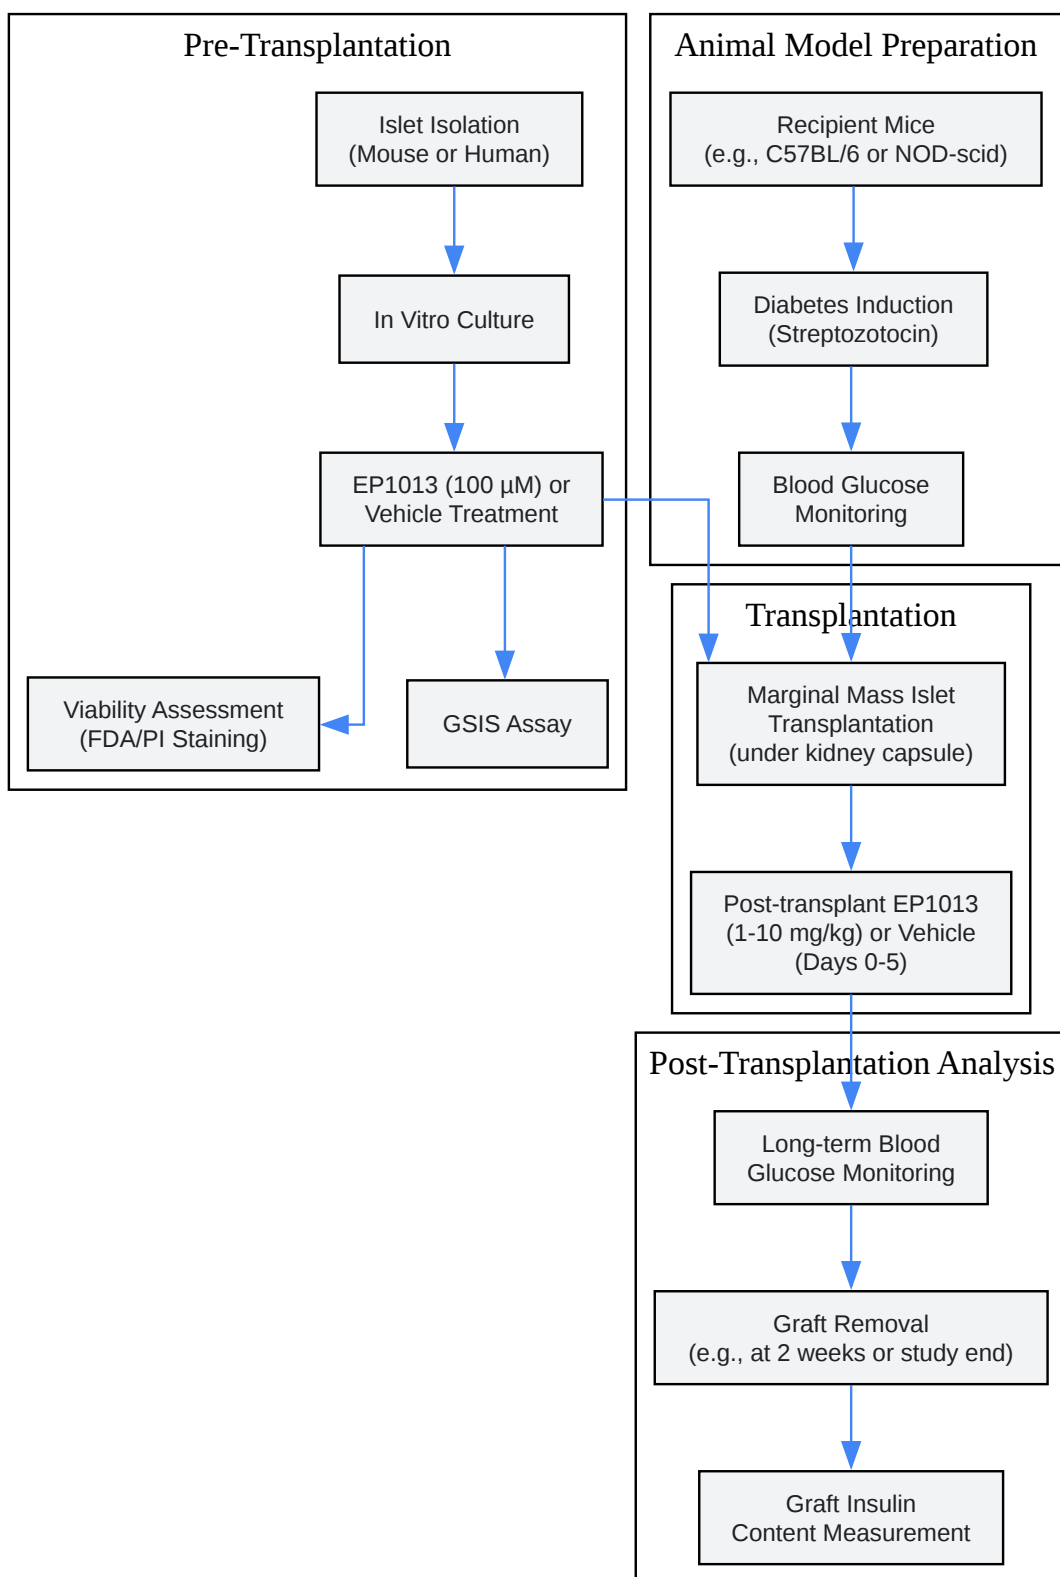 Pre-Transplantation
Islet Isolation
(Mouse or Human)
In Vitro Culture
EP1013 (100 µM) or
Vehicle Treatment
Viability Assessment
(FDA/PI Staining)
GSIS Assay
Animal Model Preparation
Recipient Mice
(e.g., C57BL/6 or NOD-scid)
Diabetes Induction
(Streptozotocin)
Blood Glucose
Monitoring
Transplantation
Marginal Mass Islet
Transplantation
(under kidney capsule)
Post-transplant EP1013
(1-10 mg/kg) or Vehicle
(Days 0-5)
Post-Transplantation Analysis
Long-term Blood
Glucose Monitoring
Graft Removal
(e.g., at 2 weeks or study end)
Graft Insulin
Content Measurement